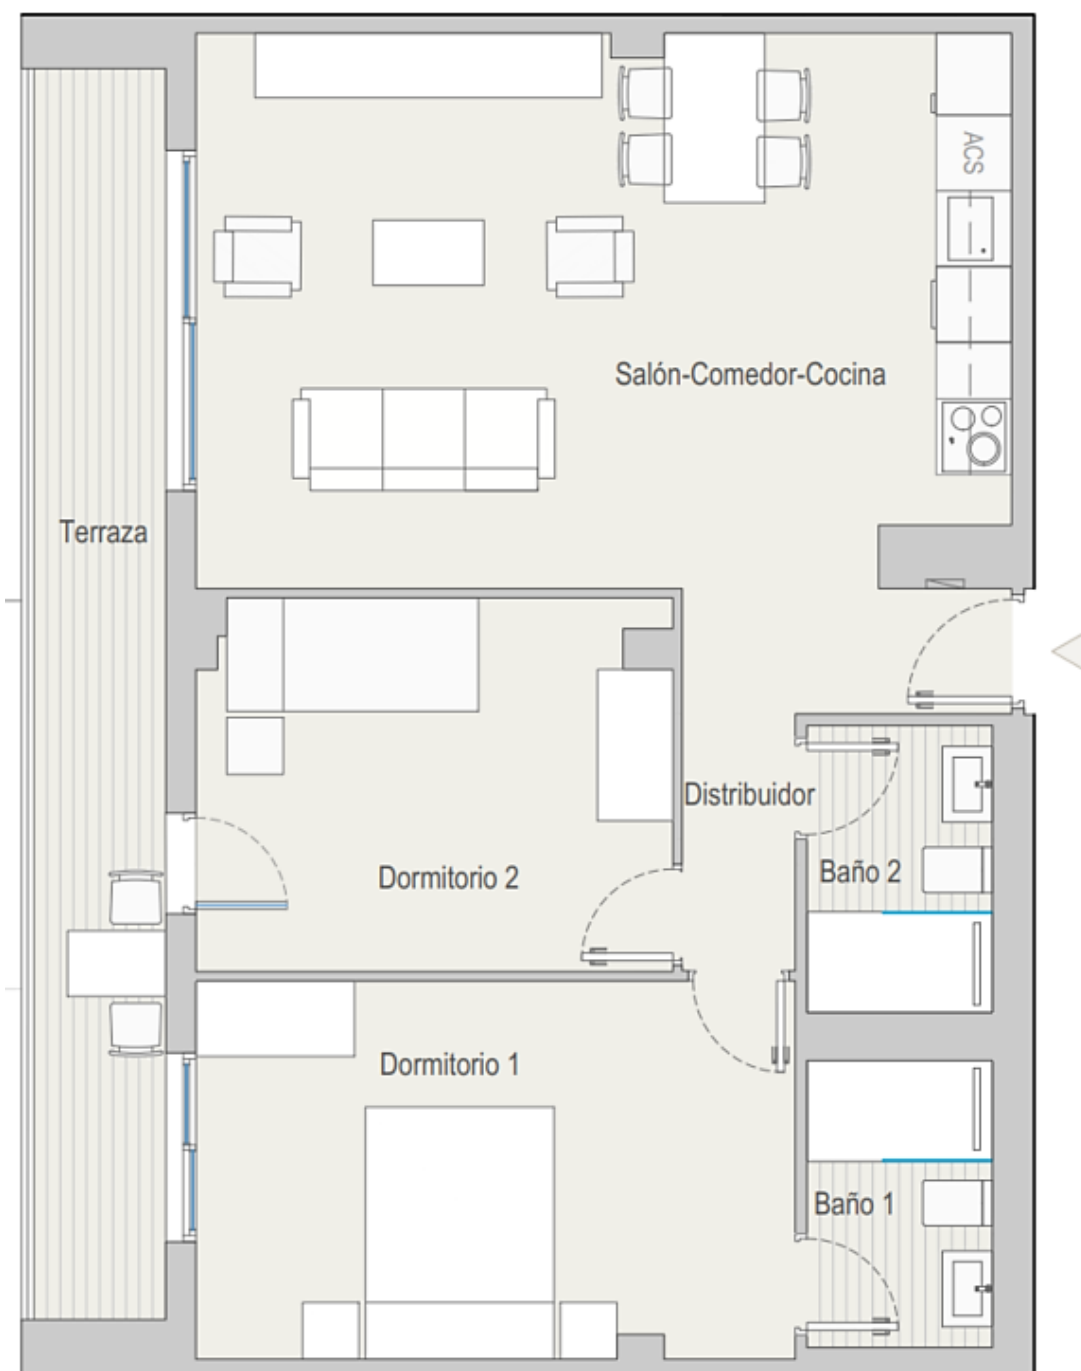 ACS
Salón-Comedor-Cocina
Terraza
Distribuidor
Dormitorio 2
Baño 2
Dormitorio 1
Baño 1